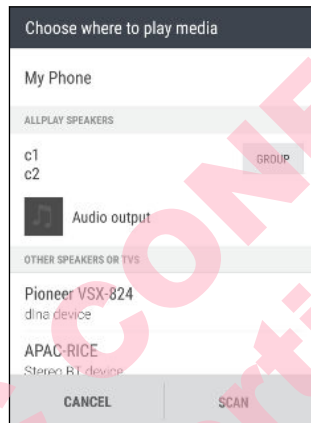 Choose where to play media
My Phone
ALLPLAY SPEAKERS
c1
c2
GROUP
Audio output
OTHER SPEAKERS OR TVS
Pioneer VSX-824
dlna device
APAC-RICE
Stereo BT device
CANCEL
SCAN